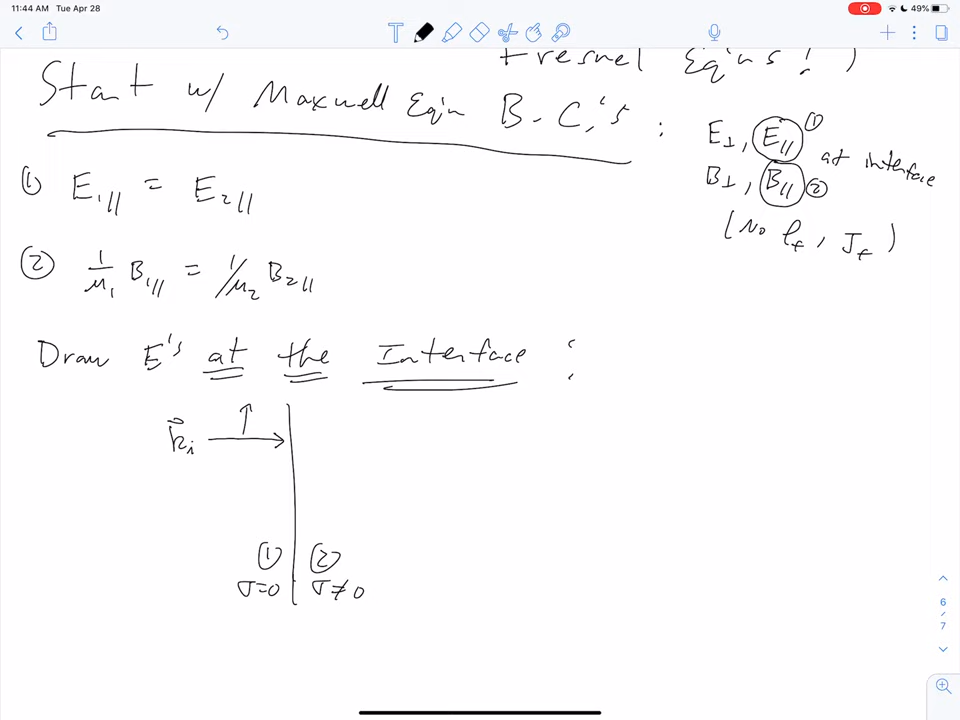 11:44 AM Tue Apr 28
49%
T
Fresnel Eq'ns! )
Start w/ Maxwell Eq'n B.C.'s :
E⊥, E∥ ① at interface
B⊥, B∥ ②
(No ρf, Jf)
① E1∥ = E2∥
② 1/μ1 B1∥ = 1/μ2 B2∥
Draw E's at the Interface :
ki
① ②
σ=0 σ≠0
6
/
7